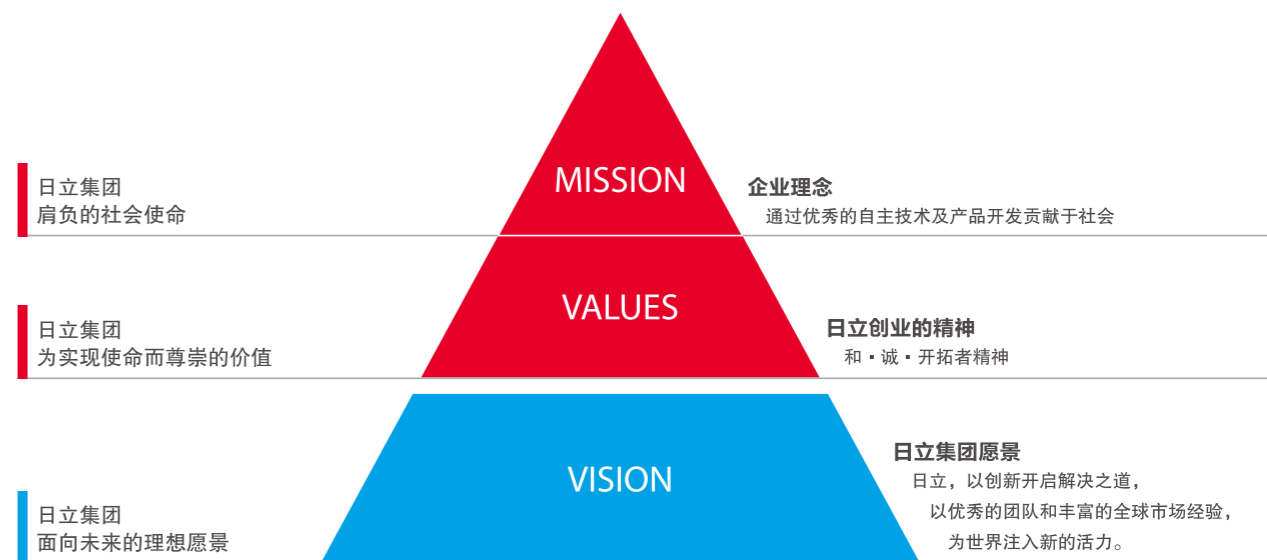 MISSION
日立集团
肩负的社会使命
企业理念
通过优秀的自主技术及产品开发贡献于社会
VALUES
日立集团
为实现使命而尊崇的价值
日立创业的精神
和▪诚▪开拓者精神
VISION
日立集团
面向未来的理想愿景
日立集团愿景
日立，以创新开启解决之道，
以优秀的团队和丰富的全球市场经验，
为世界注入新的活力。